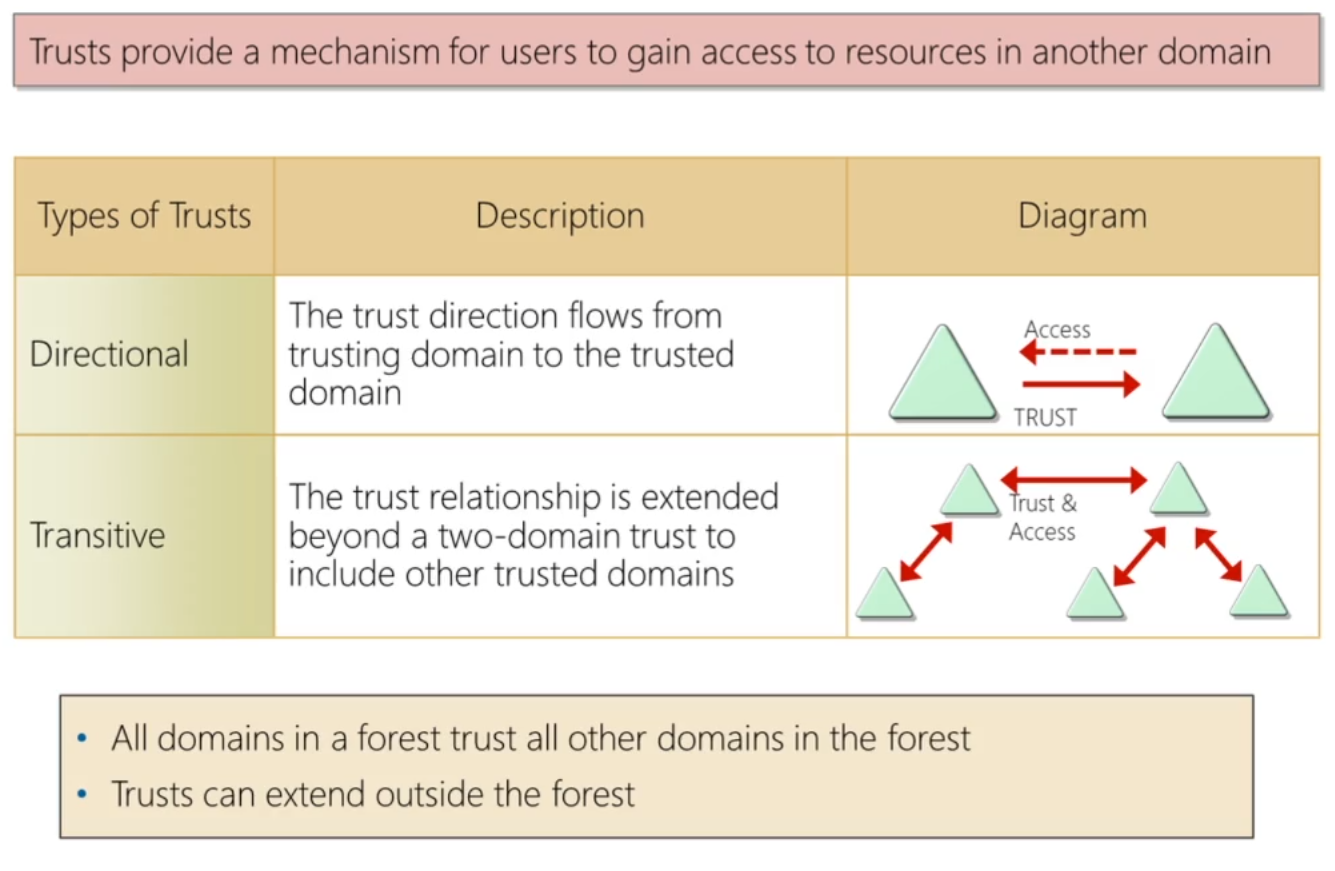 Trusts provide a mechanism for users to gain access to resources in another domain
Types of Trusts
Description
Diagram
Directional
The trust direction flows from
trusting domain to the trusted
domain
Access
TRUST
Transitive
The trust relationship is extended
beyond a two-domain trust to
include other trusted domains
Trust &
Access
• All domains in a forest trust all other domains in the forest
• Trusts can extend outside the forest